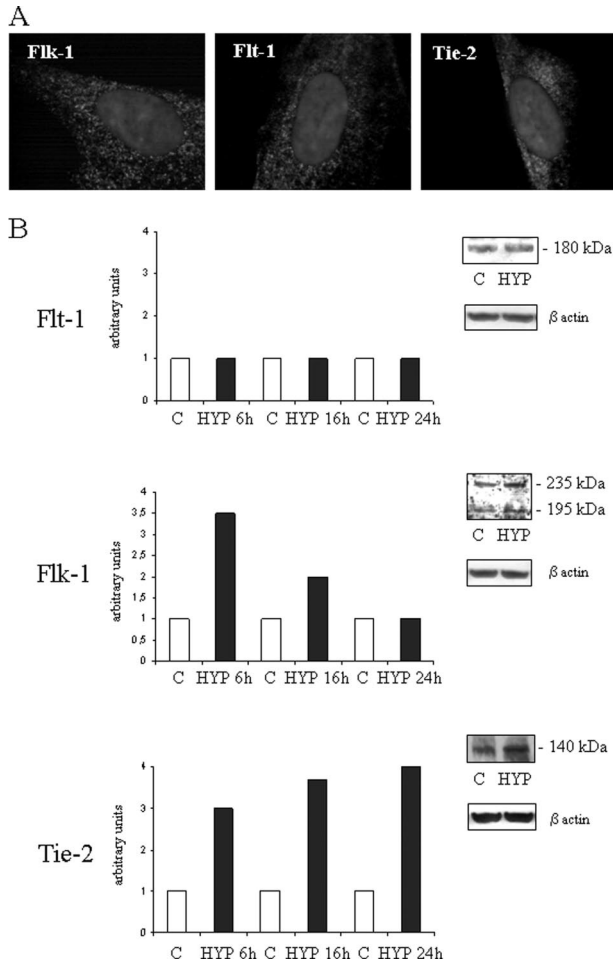 A
Flk-1
Flt-1
Tie-2
B
Flt-1
arbitrary units
4
3
2
1
0
C HYP 6h C HYP 16h C HYP 24h
- 180 kDa
C HYP
β actin
Flk-1
arbitrary units
4
3,5
3
2,5
2
1,5
1
0,5
0
C HYP 6h C HYP 16h C HYP 24h
- 235 kDa
- 195 kDa
C HYP
β actin
Tie-2
arbitrary units
4
3
2
1
0
C HYP 6h C HYP 16h C HYP 24h
- 140 kDa
C HYP
β actin